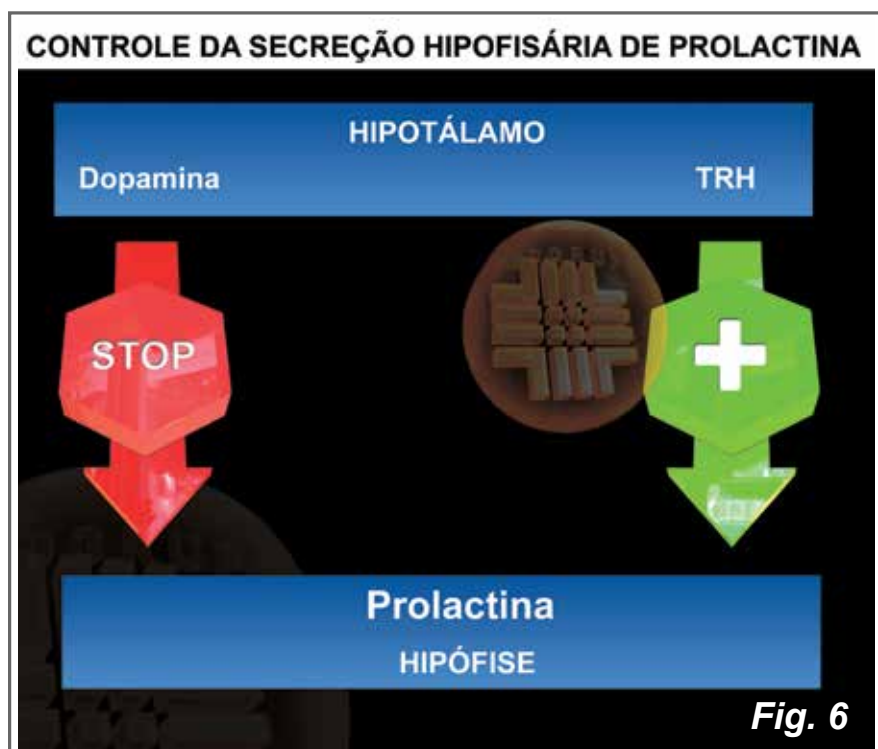 CONTROLE DA SECREÇÃO HIPOFISÁRIA DE PROLACTINA
HIPOTÁLAMO
Dopamina TRH
STOP
Prolactina
HIPÓFISE
Fig. 6